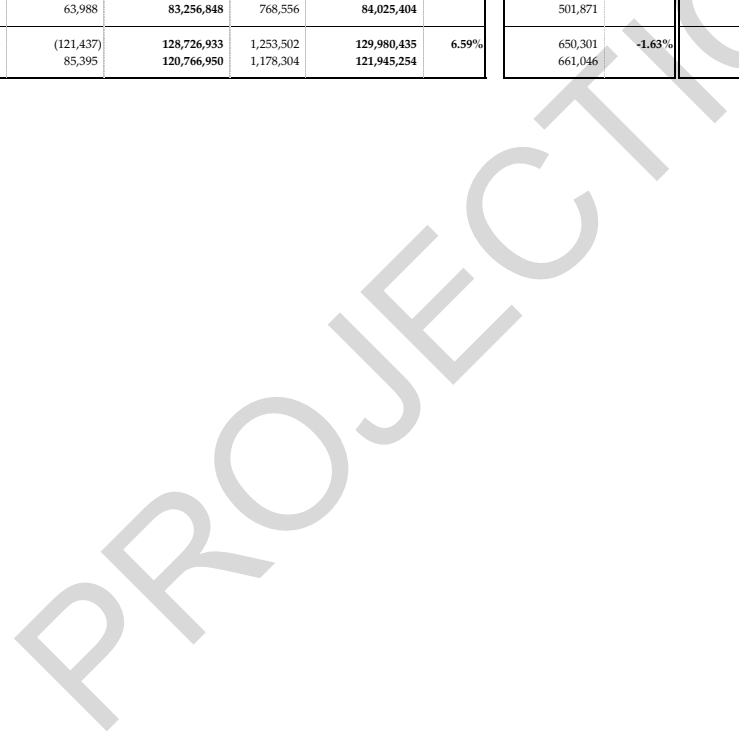 63,988 83,256,848 768,556 84,025,404 501,871
(121,437) 128,726,933 1,253,502 129,980,435 6.59% 650,301 -1.63%
85,395 120,766,950 1,178,304 121,945,254 661,046
PROJECTIO